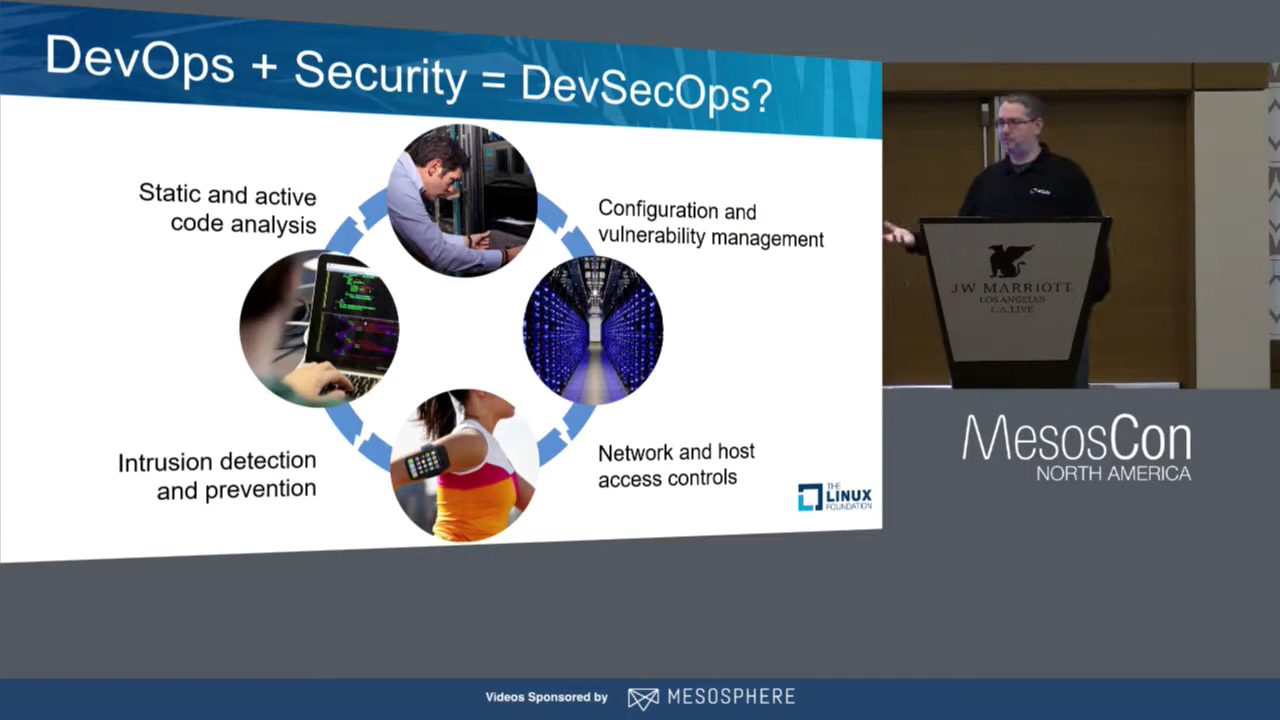 DevOps + Security = DevSecOps?
Static and active
code analysis
Configuration and
vulnerability management
Intrusion detection
and prevention
Network and host
access controls
THE
LINUX
FOUNDATION
JW MARRIOTT
LOS ANGELES
L.A. LIVE
MesosCon
NORTH AMERICA
Videos Sponsored by
MESOSPHERE